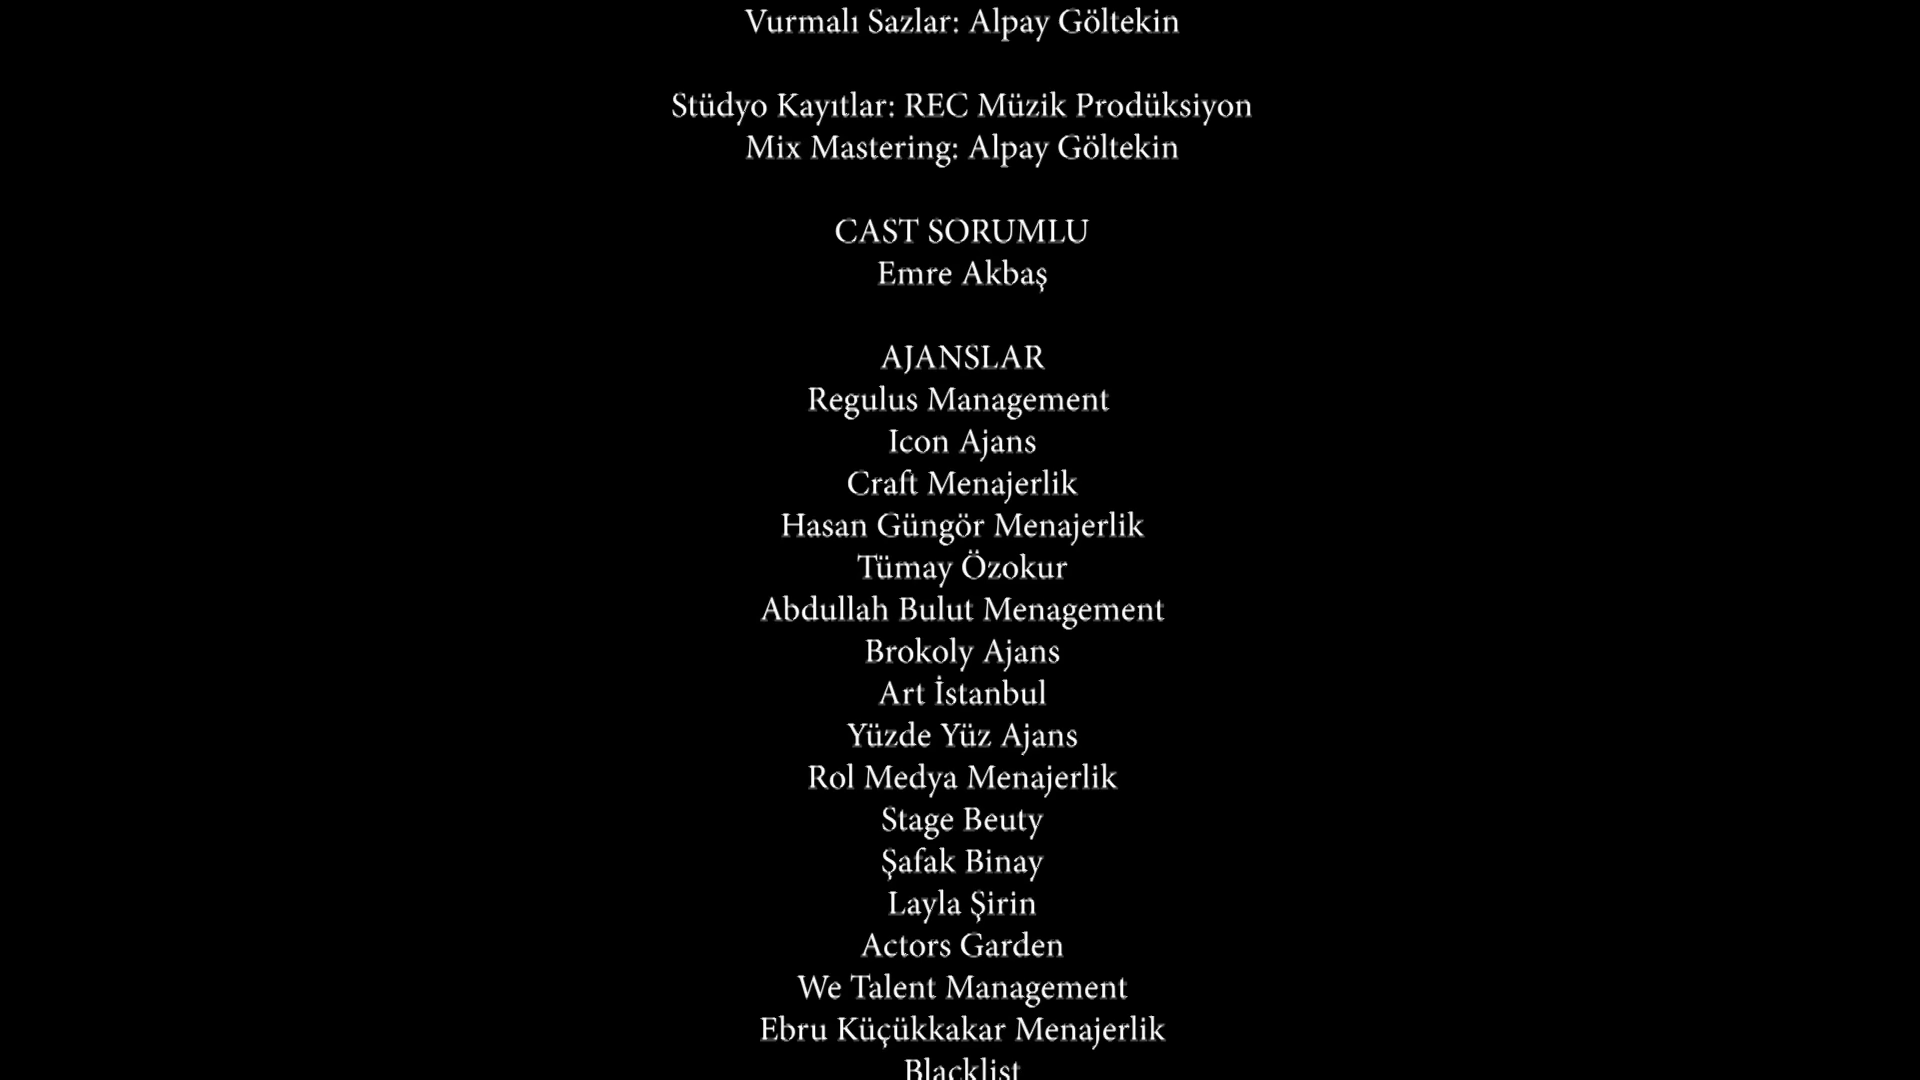 Vurmalı Sazlar: Alpay Göltekin
Stüdyo Kayıtlar: REC Müzik Prodüksiyon
Mix Mastering: Alpay Göltekin
CAST SORUMLU
Emre Akbaş
AJANSLAR
Regulus Management
Icon Ajans
Craft Menajerlik
Hasan Güngör Menajerlik
Tümay Özokur
Abdullah Bulut Menagement
Brokoly Ajans
Art İstanbul
Yüzde Yüz Ajans
Rol Medya Menajerlik
Stage Beuty
Şafak Binay
Layla Şirin
Actors Garden
We Talent Management
Ebru Küçükkakar Menajerlik
Blacklist